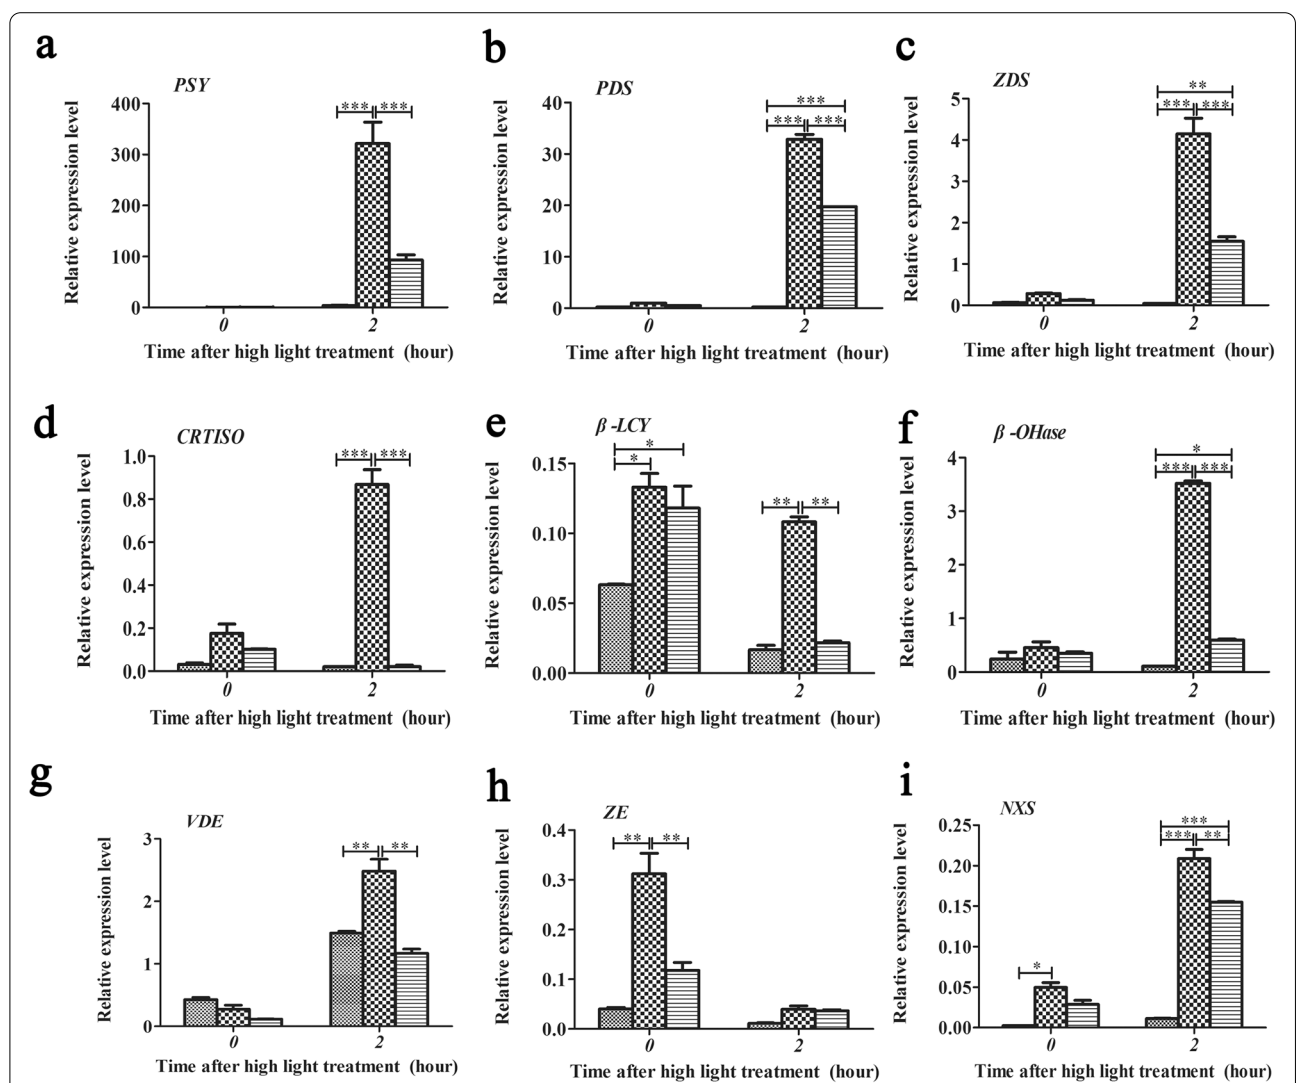 a
PSY
Relative expression level
400
300
200
100
0
*** ***
0 2
Time after high light treatment (hour)
b
PDS
Relative expression level
40
30
20
10
0
***
*** ***
0 2
Time after high light treatment (hour)
c
ZDS
Relative expression level
5
4
3
2
1
0
**
*** ***
0 2
Time after high light treatment (hour)
d
CRTISO
Relative expression level
1.0
0.8
0.6
0.4
0.2
0.0
*** ***
0 2
Time after high light treatment (hour)
e
β -LCY
Relative expression level
0.15
0.10
0.05
0.00
*
*
** **
0 2
Time after high light treatment (hour)
f
β -OHase
Relative expression level
4
3
2
1
0
*
*** ***
0 2
Time after high light treatment (hour)
g
VDE
Relative expression level
3
2
1
0
** **
0 2
Time after high light treatment (hour)
h
ZE
Relative expression level
0.4
0.3
0.2
0.1
0.0
** **
0 2
Time after high light treatment (hour)
i
NXS
Relative expression level
0.25
0.20
0.15
0.10
0.05
0.00
*
***
*** **
0 2
Time after high light treatment (hour)